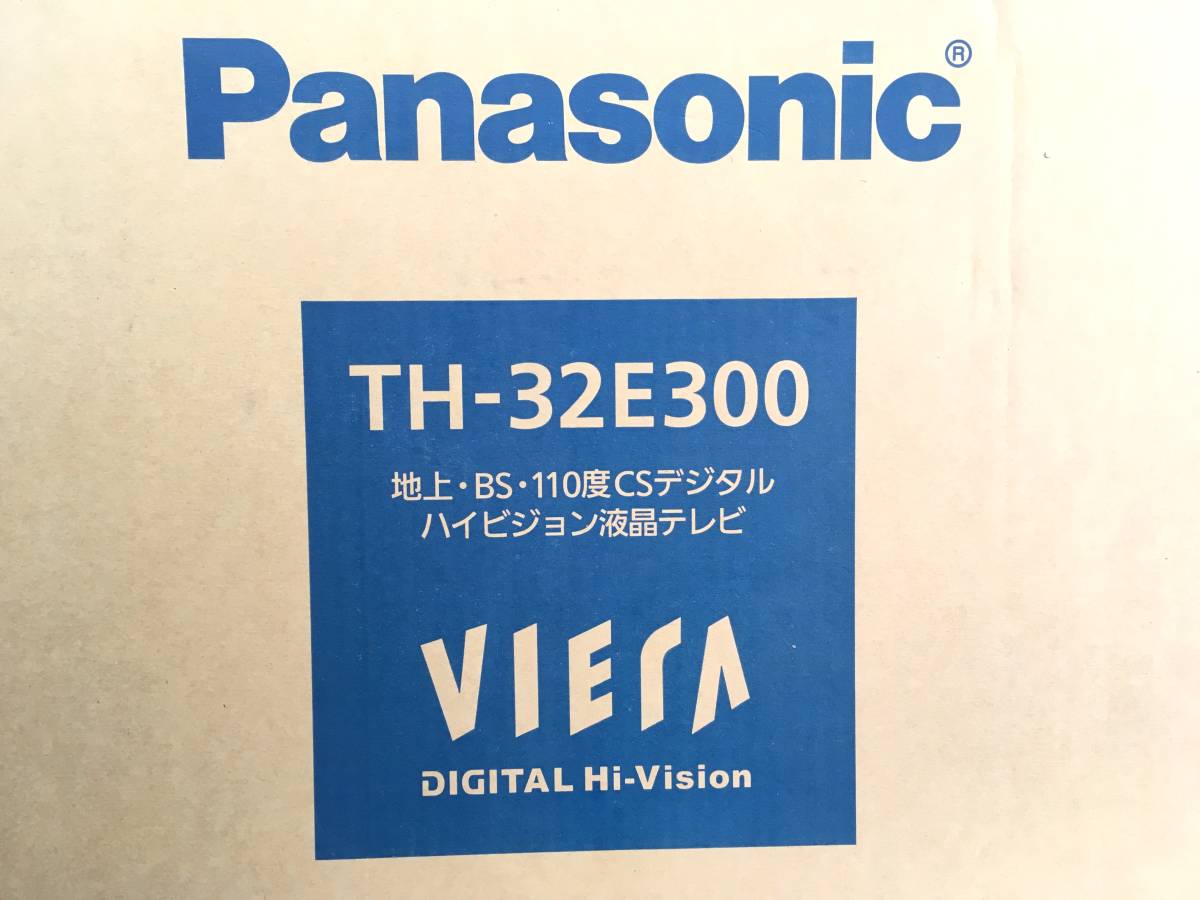 Panasonic®
TH-32E300
地上・BS・110度CSデジタル
ハイビジョン液晶テレビ
VIERA
DIGITAL Hi-Vision